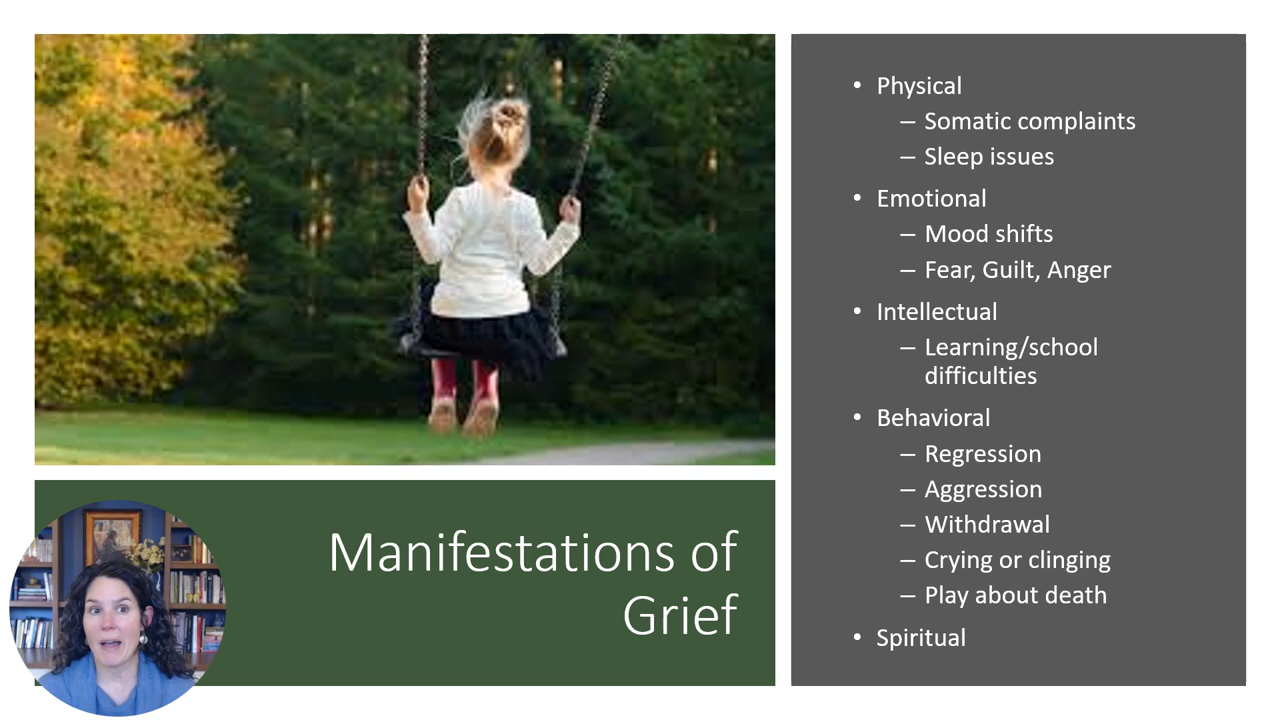 Manifestations of
Grief
• Physical
– Somatic complaints
– Sleep issues
• Emotional
– Mood shifts
– Fear, Guilt, Anger
• Intellectual
– Learning/school
difficulties
• Behavioral
– Regression
– Aggression
– Withdrawal
– Crying or clinging
– Play about death
• Spiritual